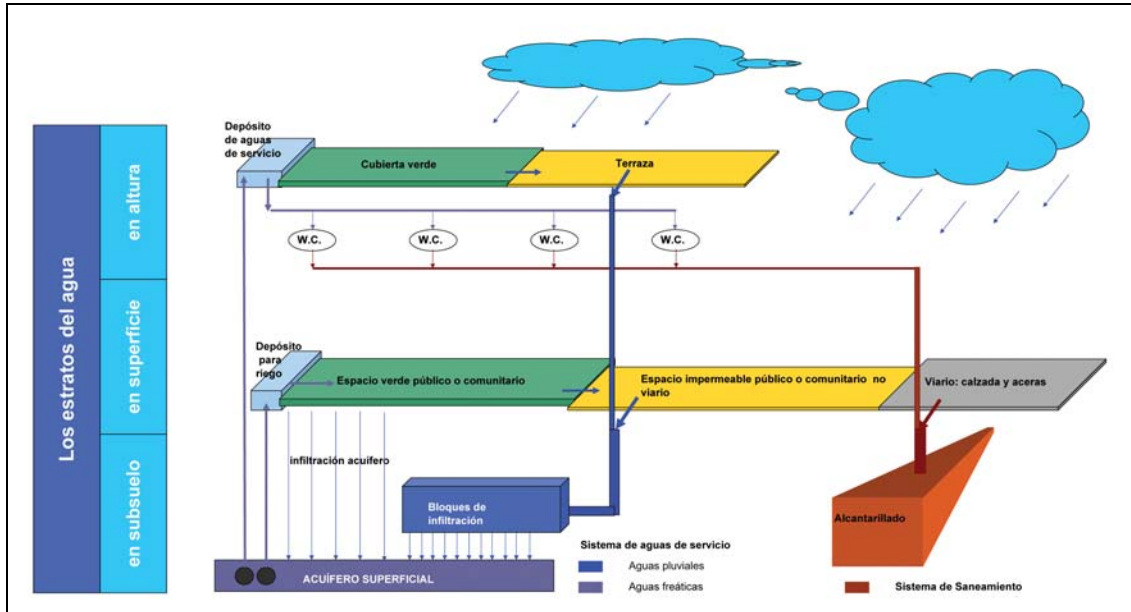 Los estratos del agua
en altura
en superficie
en subsuelo
Depósito
de aguas
de servicio
Cubierta verde
Terraza
W.C.
W.C.
W.C.
W.C.
Depósito
para
riego
Espacio verde público o comunitario
Espacio impermeable público o comunitario no
viario
Viario: calzada y aceras
infiltración acuífero
Bloques de
infiltración
Alcantarillado
ACUÍFERO SUPERFICIAL
Sistema de aguas de servicio
Aguas pluviales
Aguas freáticas
Sistema de Saneamiento